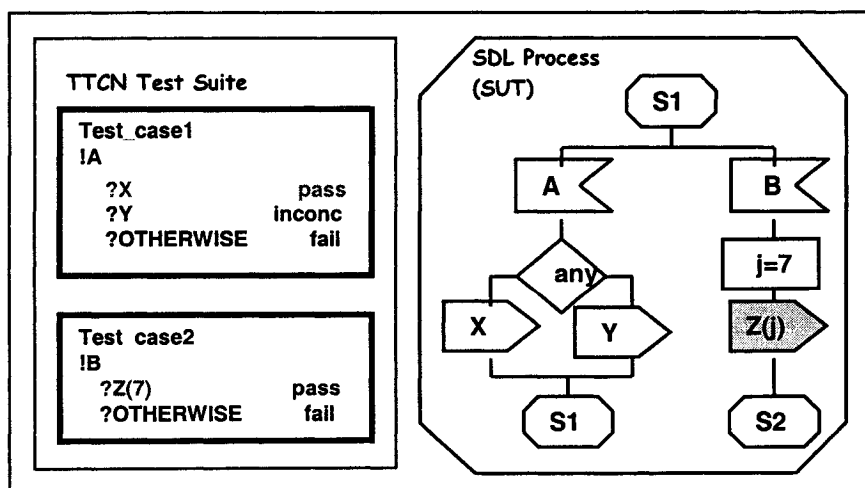 TTCN Test Suite
Test_case1
!A
?X pass
?Y inconc
?OTHERWISE fail
Test case2
!B
?Z(7) pass
?OTHERWISE fail
SDL Process
(SUT)
S1
A
B
any
j=7
X
Y
Z(j)
S1
S2